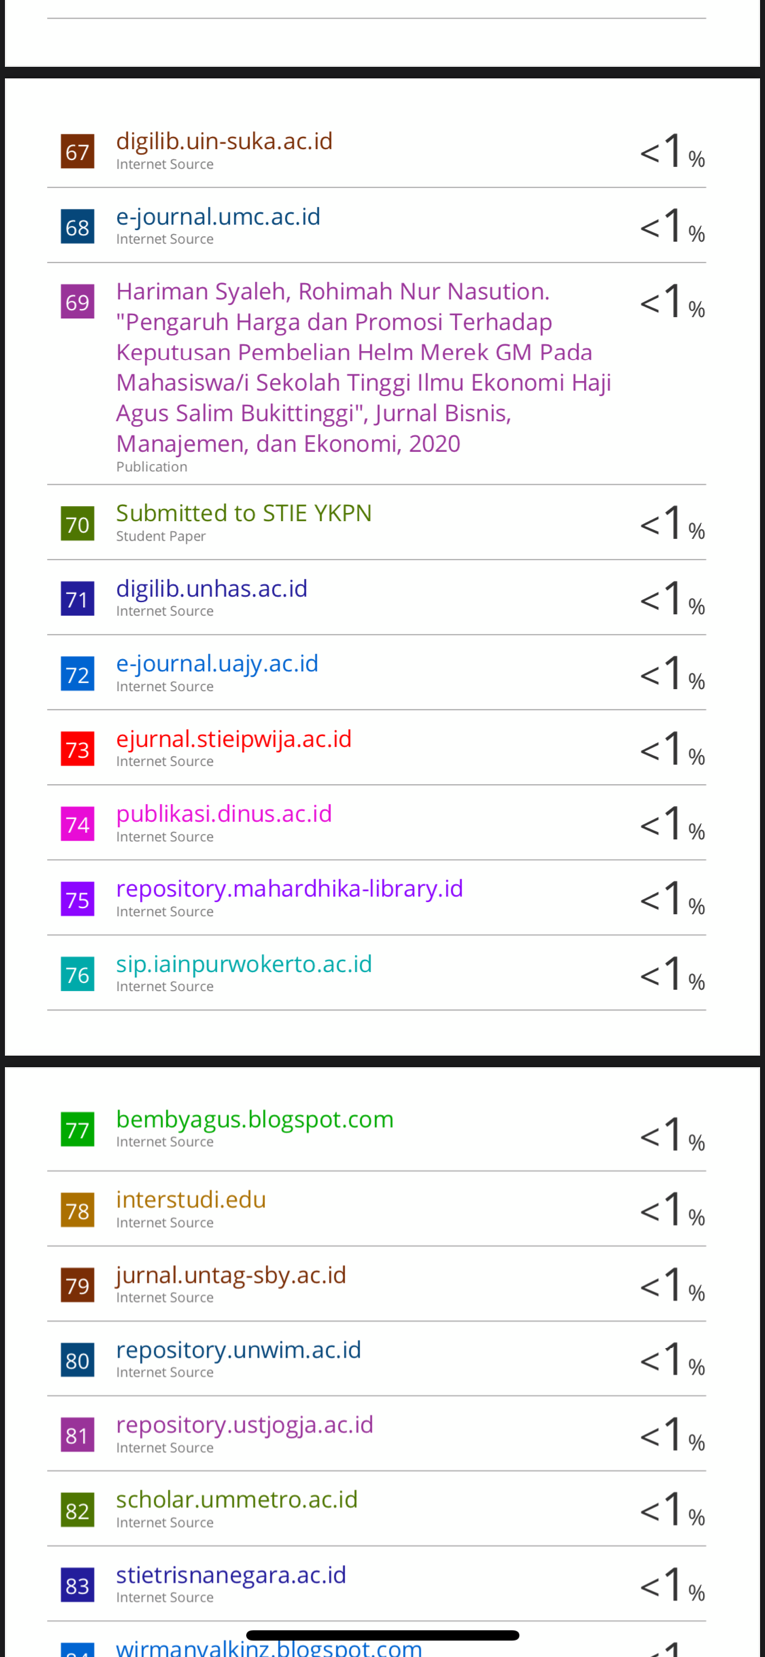 67 digilib.uin-suka.ac.id <1%
Internet Source
68 e-journal.umc.ac.id <1%
Internet Source
69 Hariman Syaleh, Rohimah Nur Nasution. <1%
"Pengaruh Harga dan Promosi Terhadap
Keputusan Pembelian Helm Merek GM Pada
Mahasiswa/i Sekolah Tinggi Ilmu Ekonomi Haji
Agus Salim Bukittinggi", Jurnal Bisnis,
Manajemen, dan Ekonomi, 2020
Publication
70 Submitted to STIE YKPN <1%
Student Paper
71 digilib.unhas.ac.id <1%
Internet Source
72 e-journal.uajy.ac.id <1%
Internet Source
73 ejurnal.stieipwija.ac.id <1%
Internet Source
74 publikasi.dinus.ac.id <1%
Internet Source
75 repository.mahardhika-library.id <1%
Internet Source
76 sip.iainpurwokerto.ac.id <1%
Internet Source
77 bembyagus.blogspot.com <1%
Internet Source
78 interstudi.edu <1%
Internet Source
79 jurnal.untag-sby.ac.id <1%
Internet Source
80 repository.unwim.ac.id <1%
Internet Source
81 repository.ustjogja.ac.id <1%
Internet Source
82 scholar.ummetro.ac.id <1%
Internet Source
83 stietrisnanegara.ac.id <1%
Internet Source
84 wirmanvalkinz.blogspot.com <1